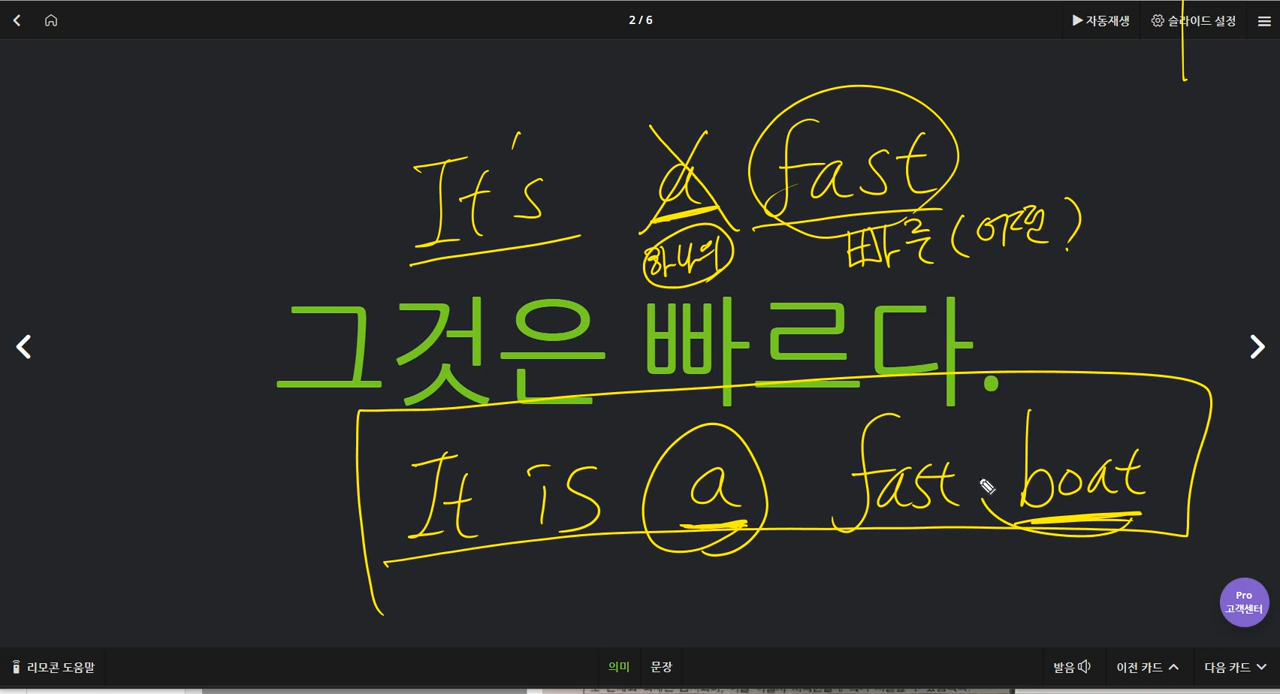 2 / 6
자동재생
슬라이드 설정
It's a fast
하나의
빠른 (어떤?)
그것은 빠르다.
It is a fast boat
Pro
고객센터
리모콘 도움말
의미
문장
발음
이전 카드
다음 카드